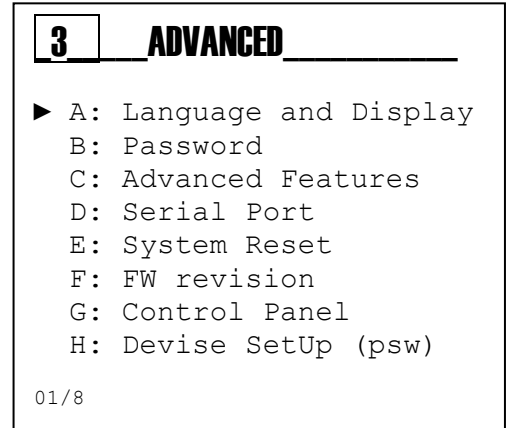 3 ADVANCED
► A: Language and Display
B: Password
C: Advanced Features
D: Serial Port
E: System Reset
F: FW revision
G: Control Panel
H: Devise SetUp (psw)
01/8